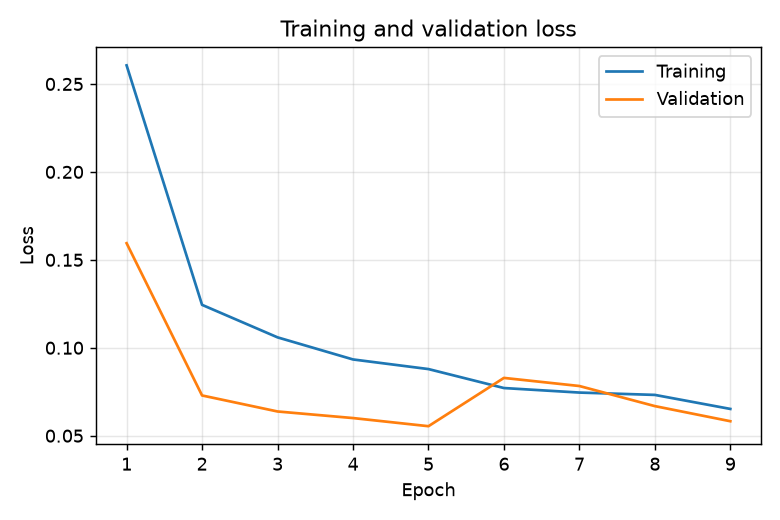 Training and validation loss
Training
Validation
0.25
0.20
0.15
0.10
0.05
Loss
1 2 3 4 5 6 7 8 9
Epoch